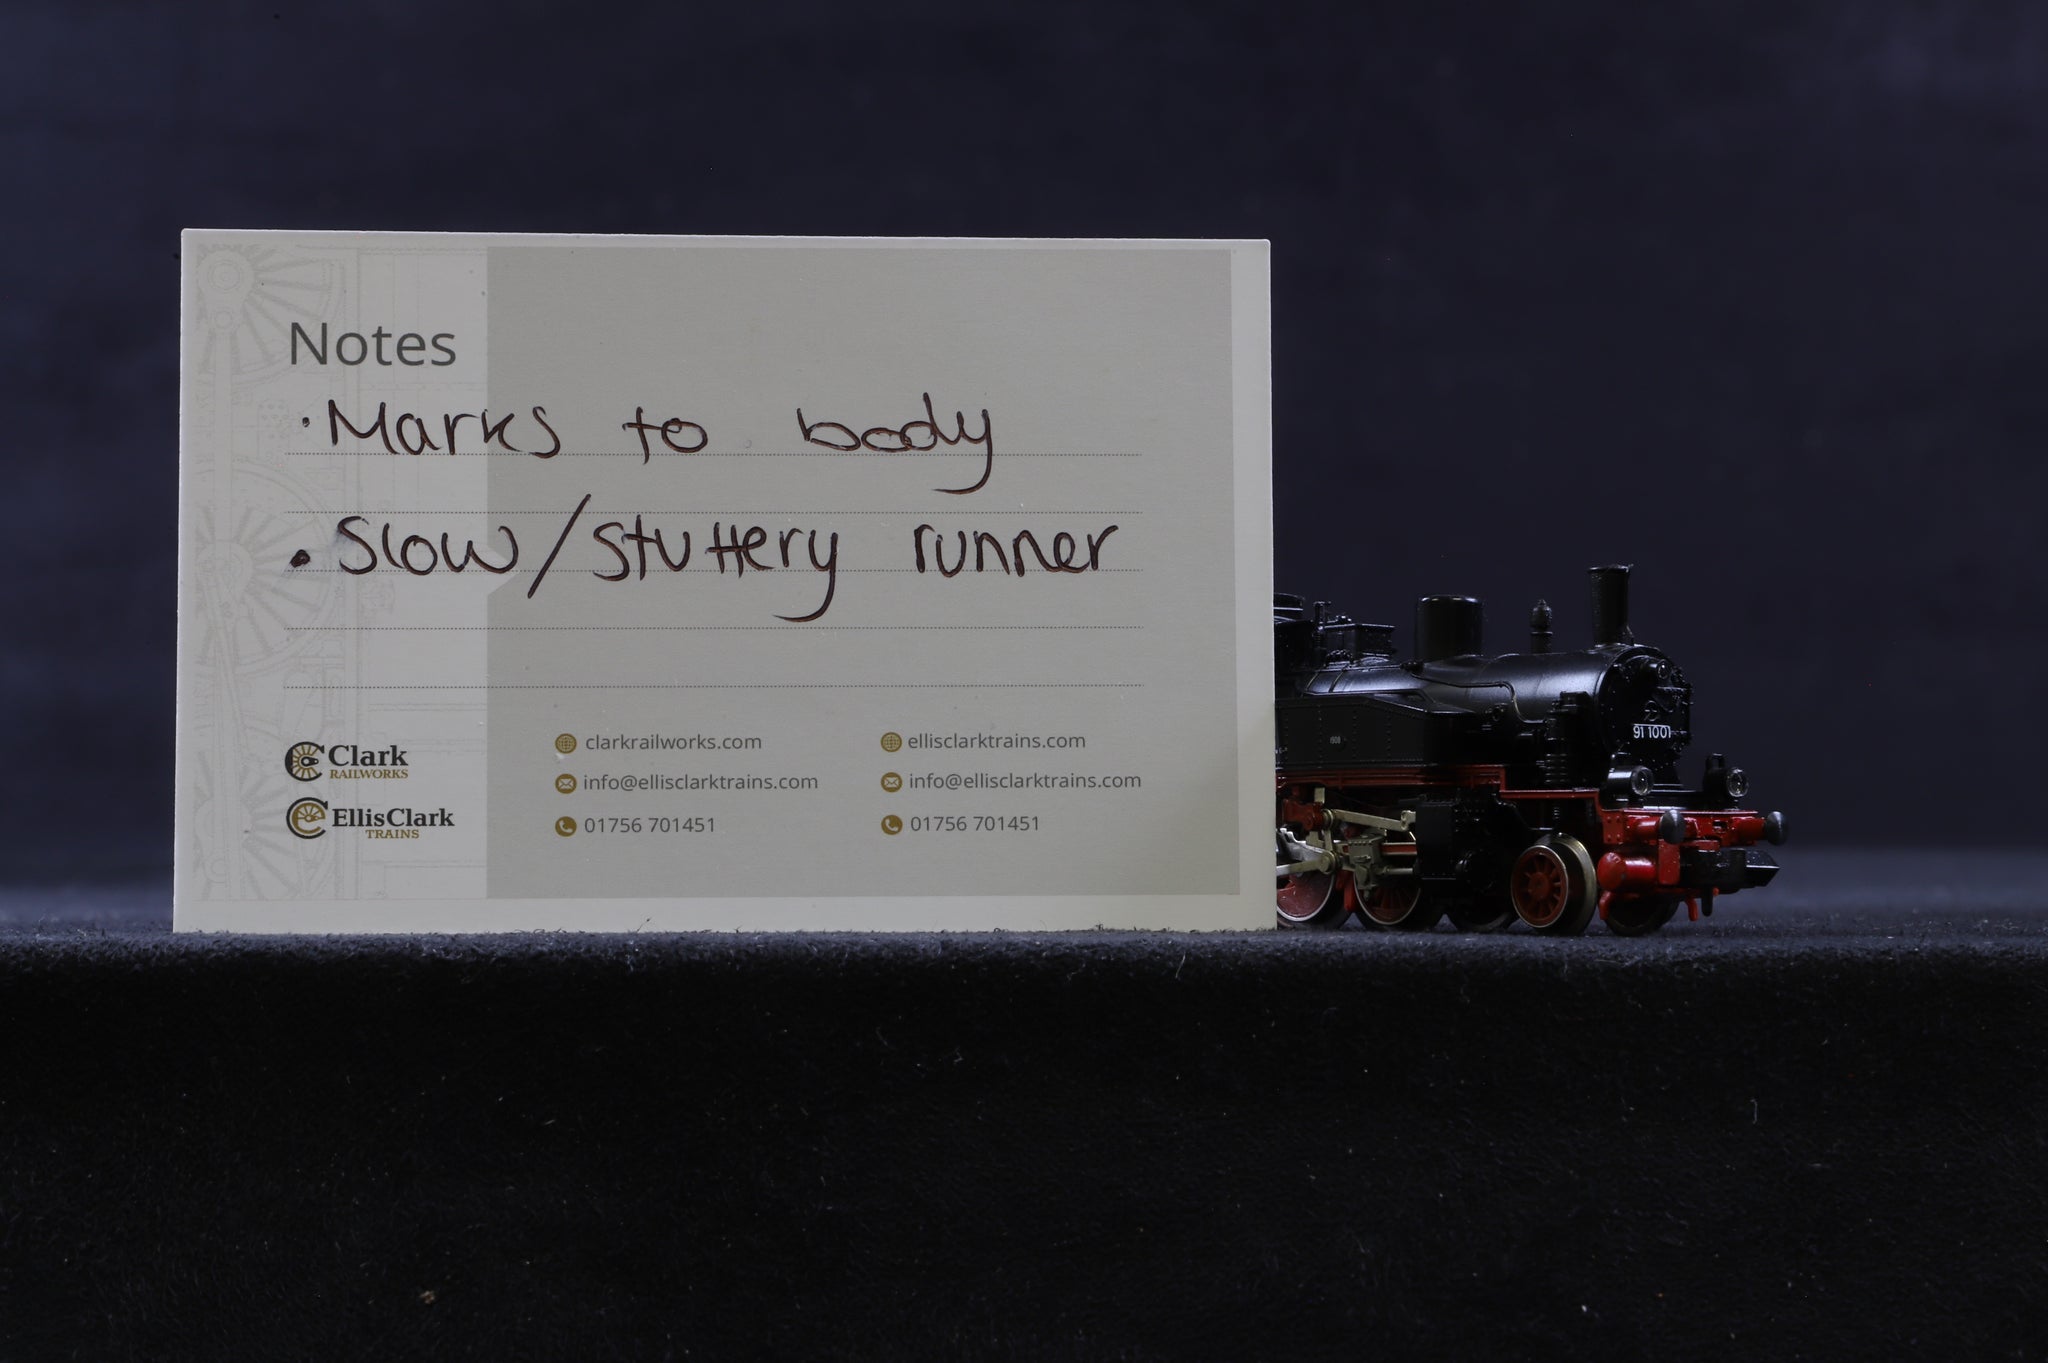 Notes
• Marks to body
• Slow/stuttery runner
Clark
RAILWORKS
EllisClark
TRAINS
clarkrailworks.com
info@ellisclarktrains.com
01756 701451
ellisclarktrains.com
info@ellisclarktrains.com
01756 701451
91 1001